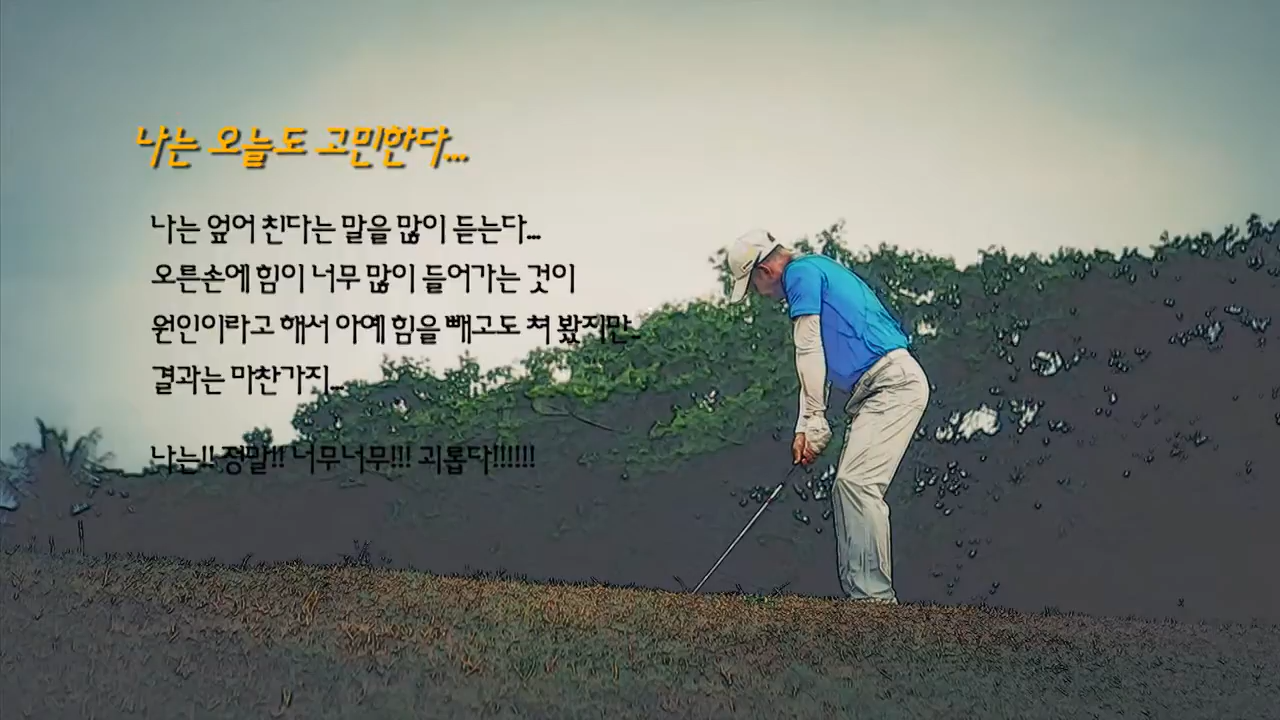 나는 오늘도 고민한다...
나는 엎어 친다는 말을 많이 듣는다...
오른손에 힘이 너무 많이 들어가는 것이
원인이라고 해서 아예 힘을 빼고도 쳐 봤지만..
결과는 마찬가지...
나는!! 정말!! 너무너무!!! 괴롭다!!!!!!